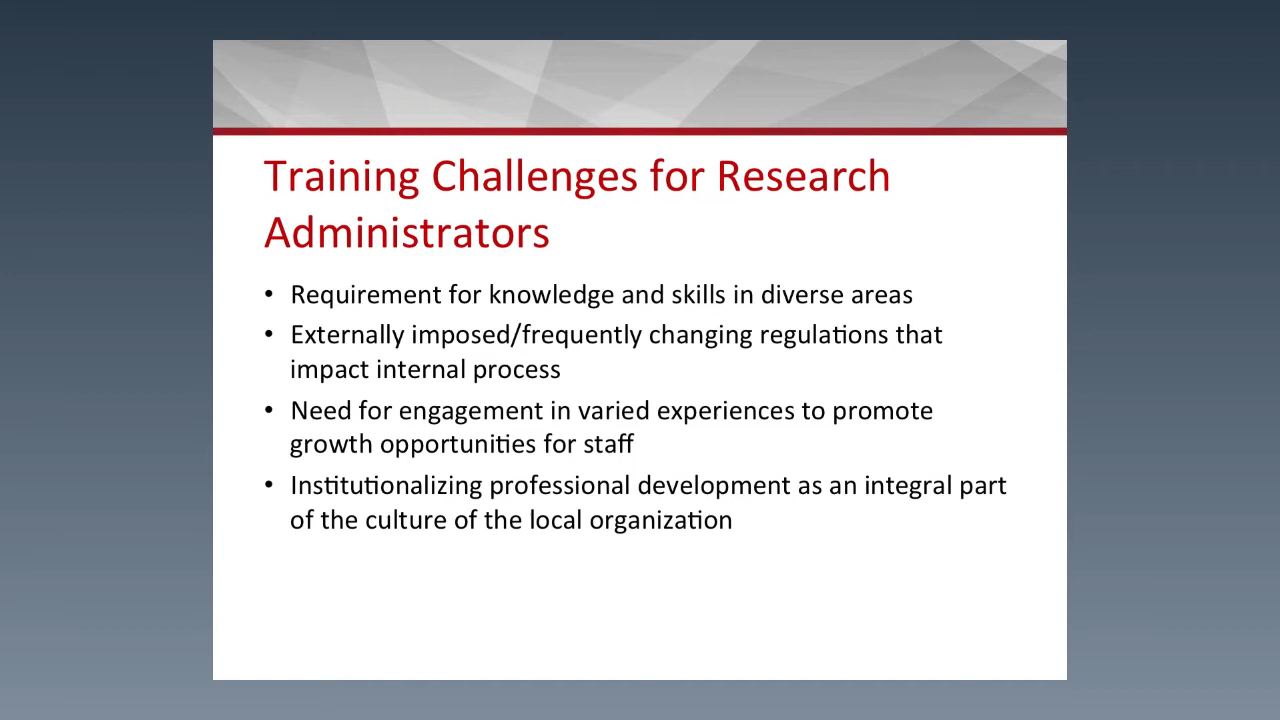 Training Challenges for Research
Administrators
• Requirement for knowledge and skills in diverse areas
• Externally imposed/frequently changing regulations that
impact internal process
• Need for engagement in varied experiences to promote
growth opportunities for staff
• Institutionalizing professional development as an integral part
of the culture of the local organization